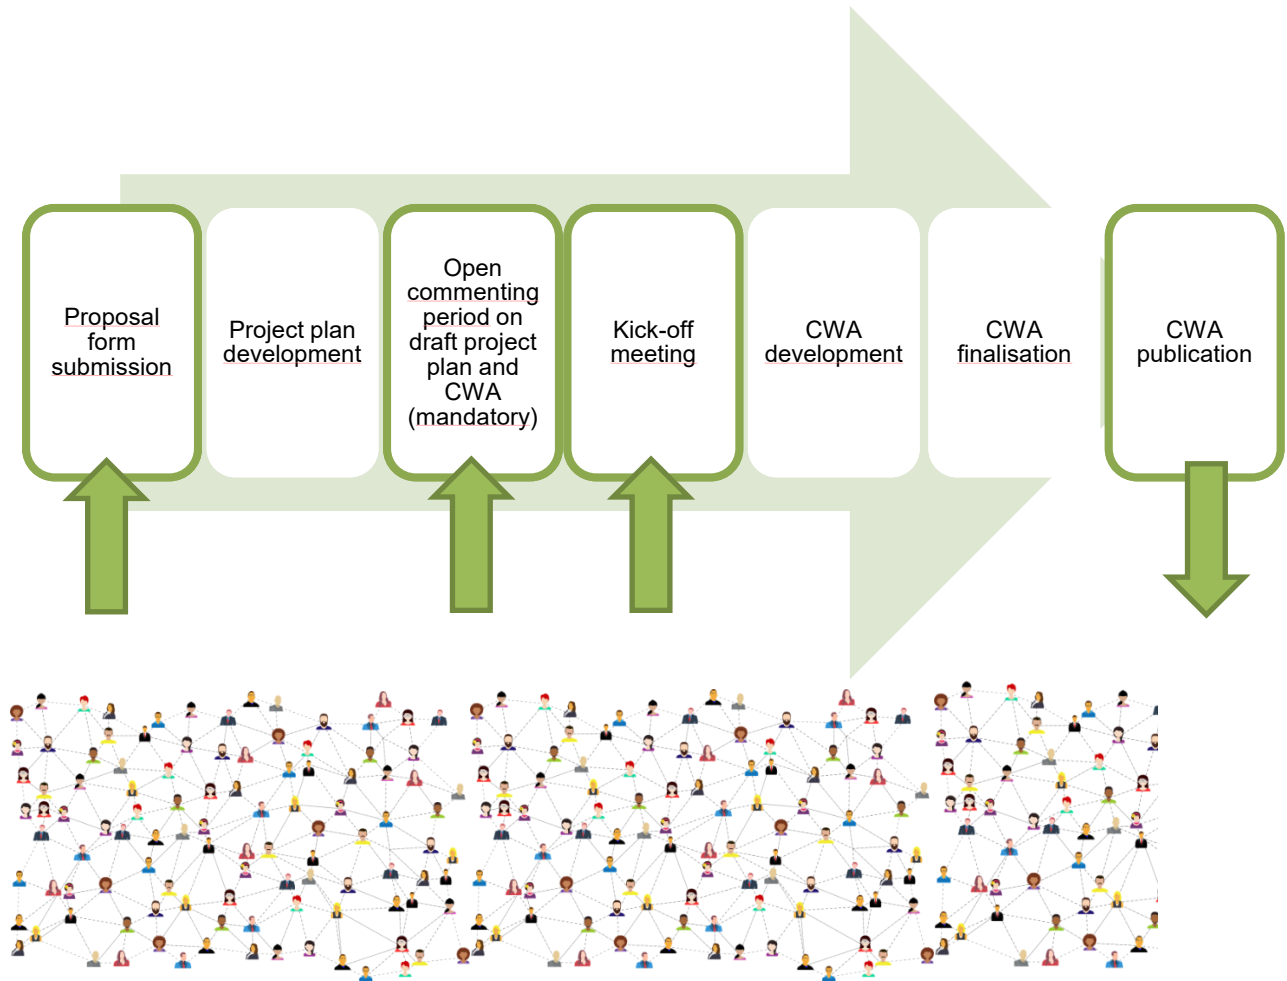 Proposal
form
submission
Project plan
development
Open
commenting
period on
draft project
plan and
CWA
(mandatory)
Kick-off
meeting
CWA
development
CWA
finalisation
CWA
publication